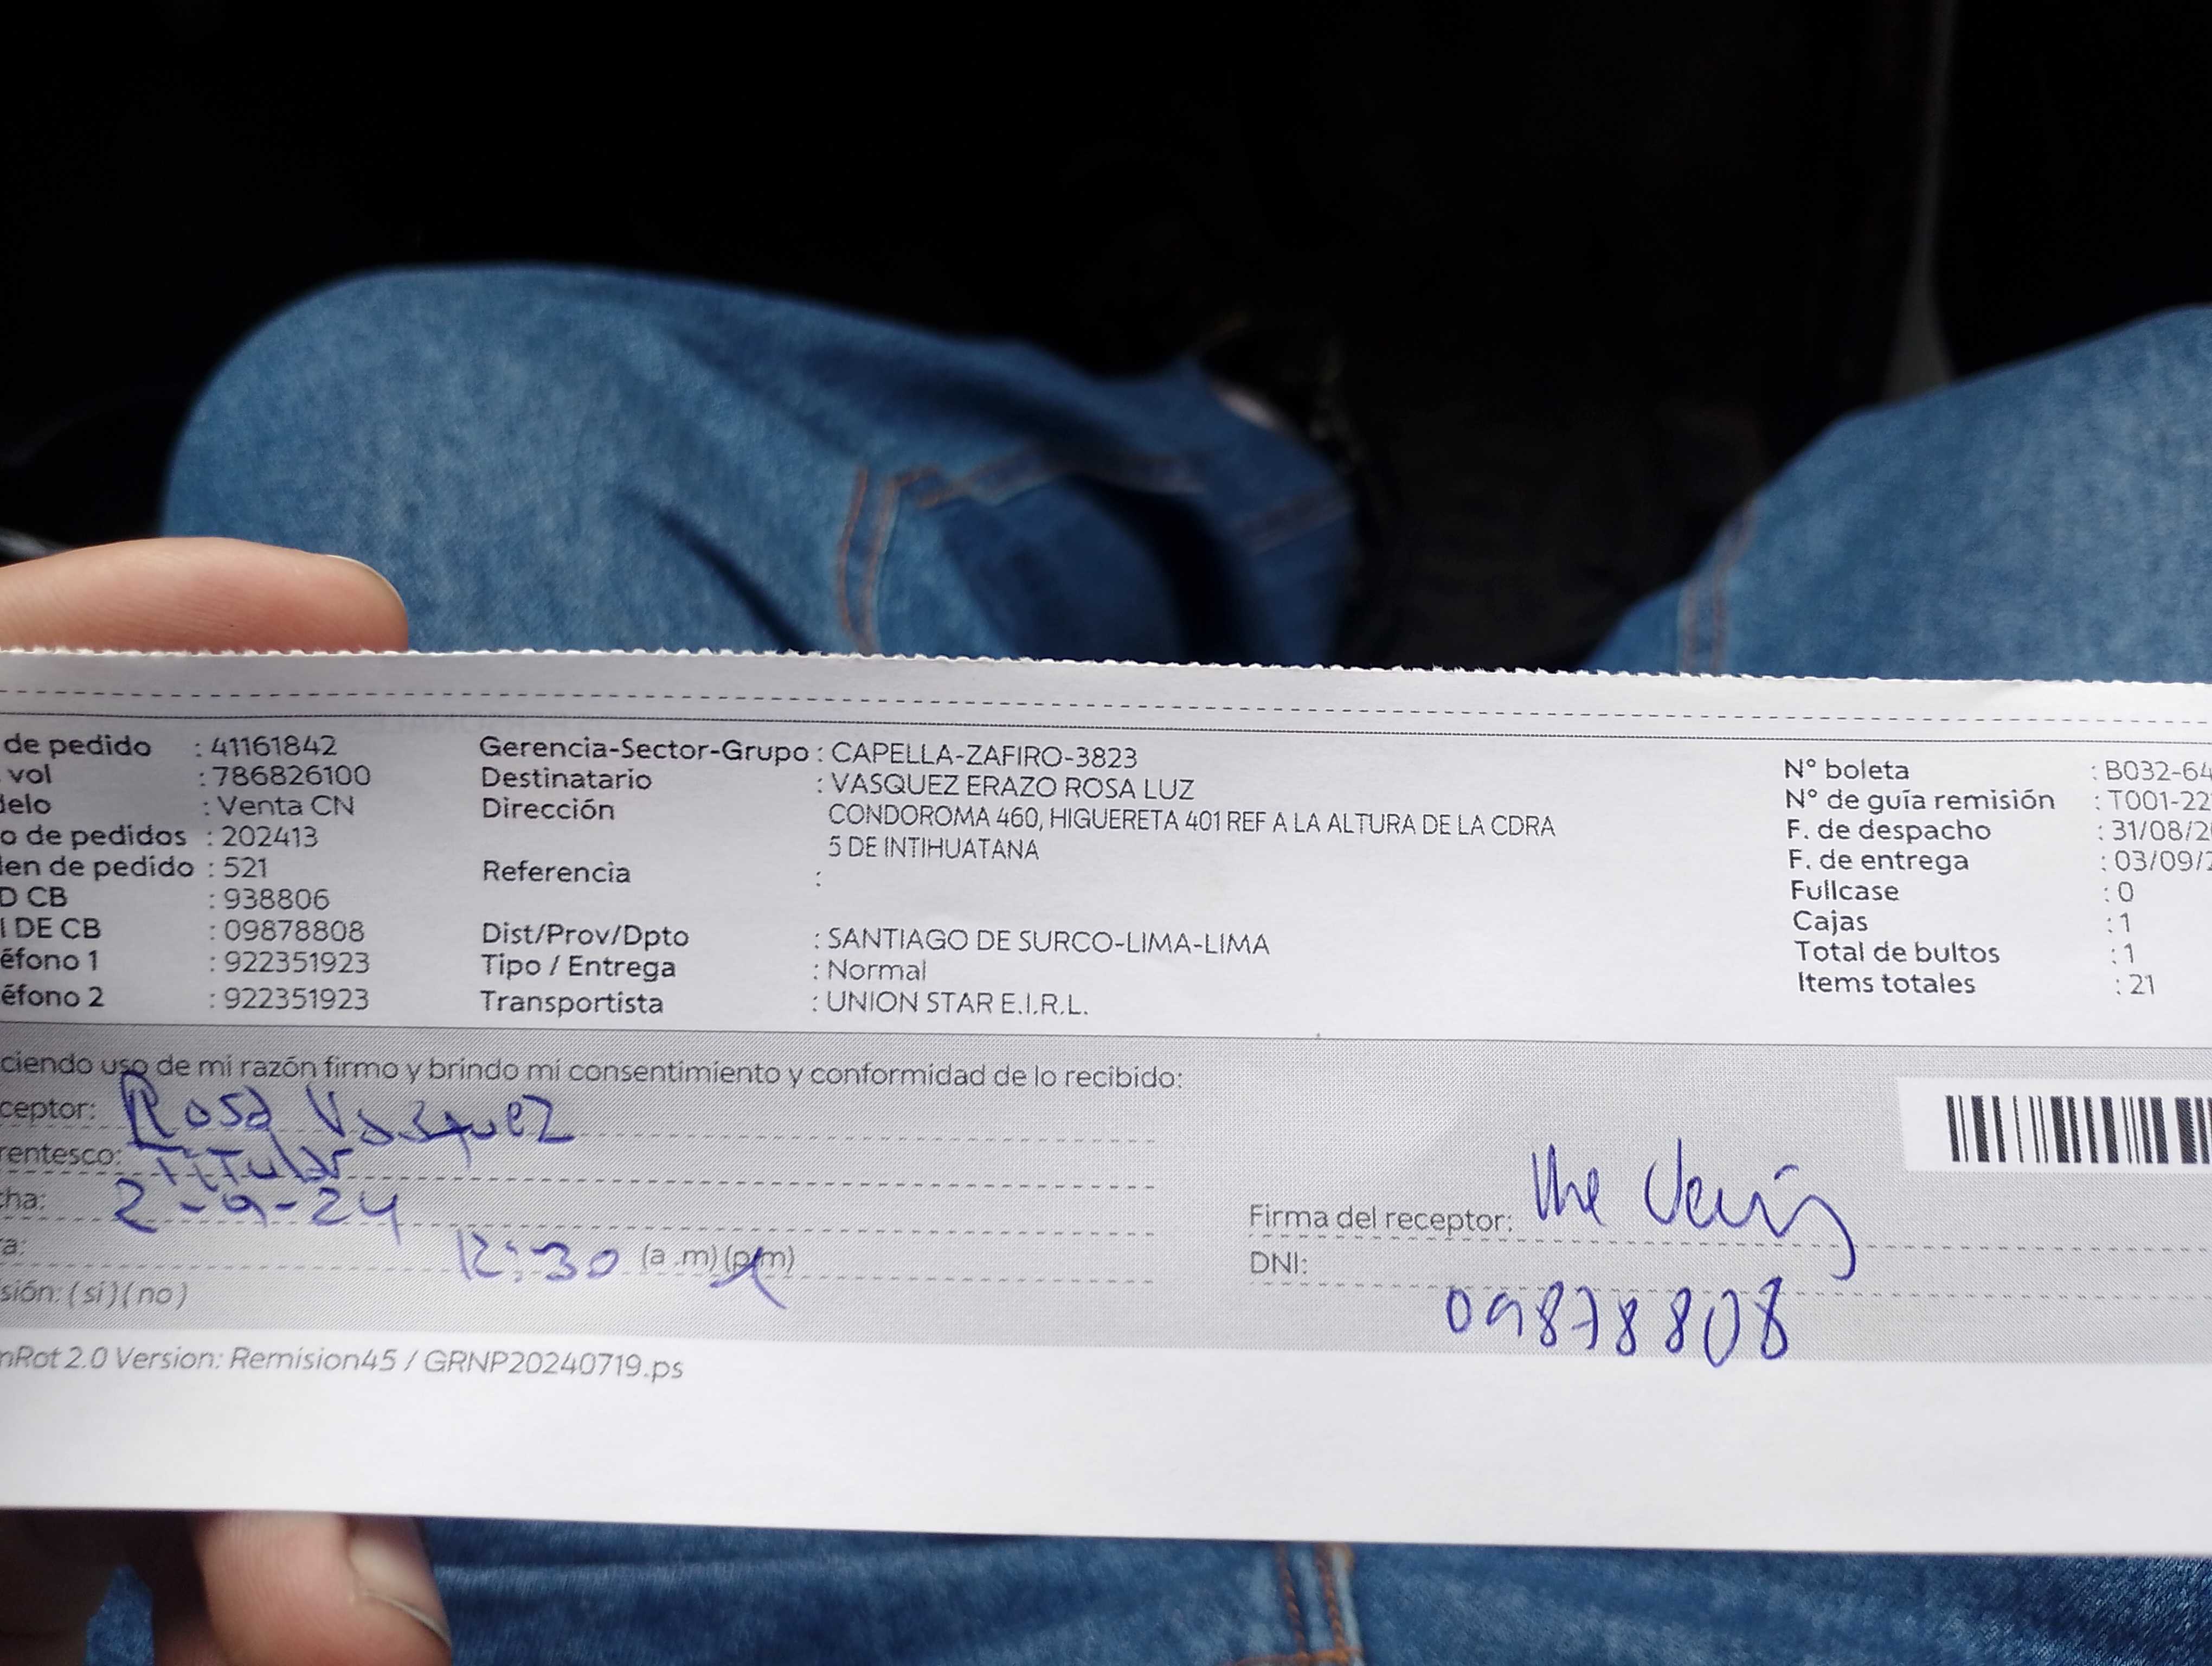 de pedido : 41161842 Gerencia-Sector-Grupo : CAPELLA-ZAFIRO-3823
vol : 786826100 Destinatario : VASQUEZ ERAZO ROSA LUZ Nº boleta : B032-64
delo : Venta CN Dirección CONDOROMA 460, HIGUERETA 401 REF A LA ALTURA DE LA CDRA Nº de guía remisión : T001-22
o de pedidos : 202413 5 DE INTIHUATANA F. de despacho : 31/08/2
den de pedido : 521 Referencia : F. de entrega : 03/09/2
D CB : 938806 Fullcase : 0
I DE CB : 09878808 Dist/Prov/Dpto : SANTIAGO DE SURCO-LIMA-LIMA Cajas : 1
éfono 1 : 922351923 Tipo / Entrega : Normal Total de bultos : 1
éfono 2 : 922351923 Transportista : UNION STAR E.I.R.L. Items totales : 21
ciendo uso de mi razón firmo y brindo mi consentimiento y conformidad de lo recibido:
ceptor: Rosa Vasquez
rentesco: Titular
cha: 2-9-24 Firma del receptor:
a: 12:30 (a .m) (p.m) DNI: 09878808
sión: ( si ) ( no )
nRot 2.0 Version: Remision45 / GRNP20240719.ps